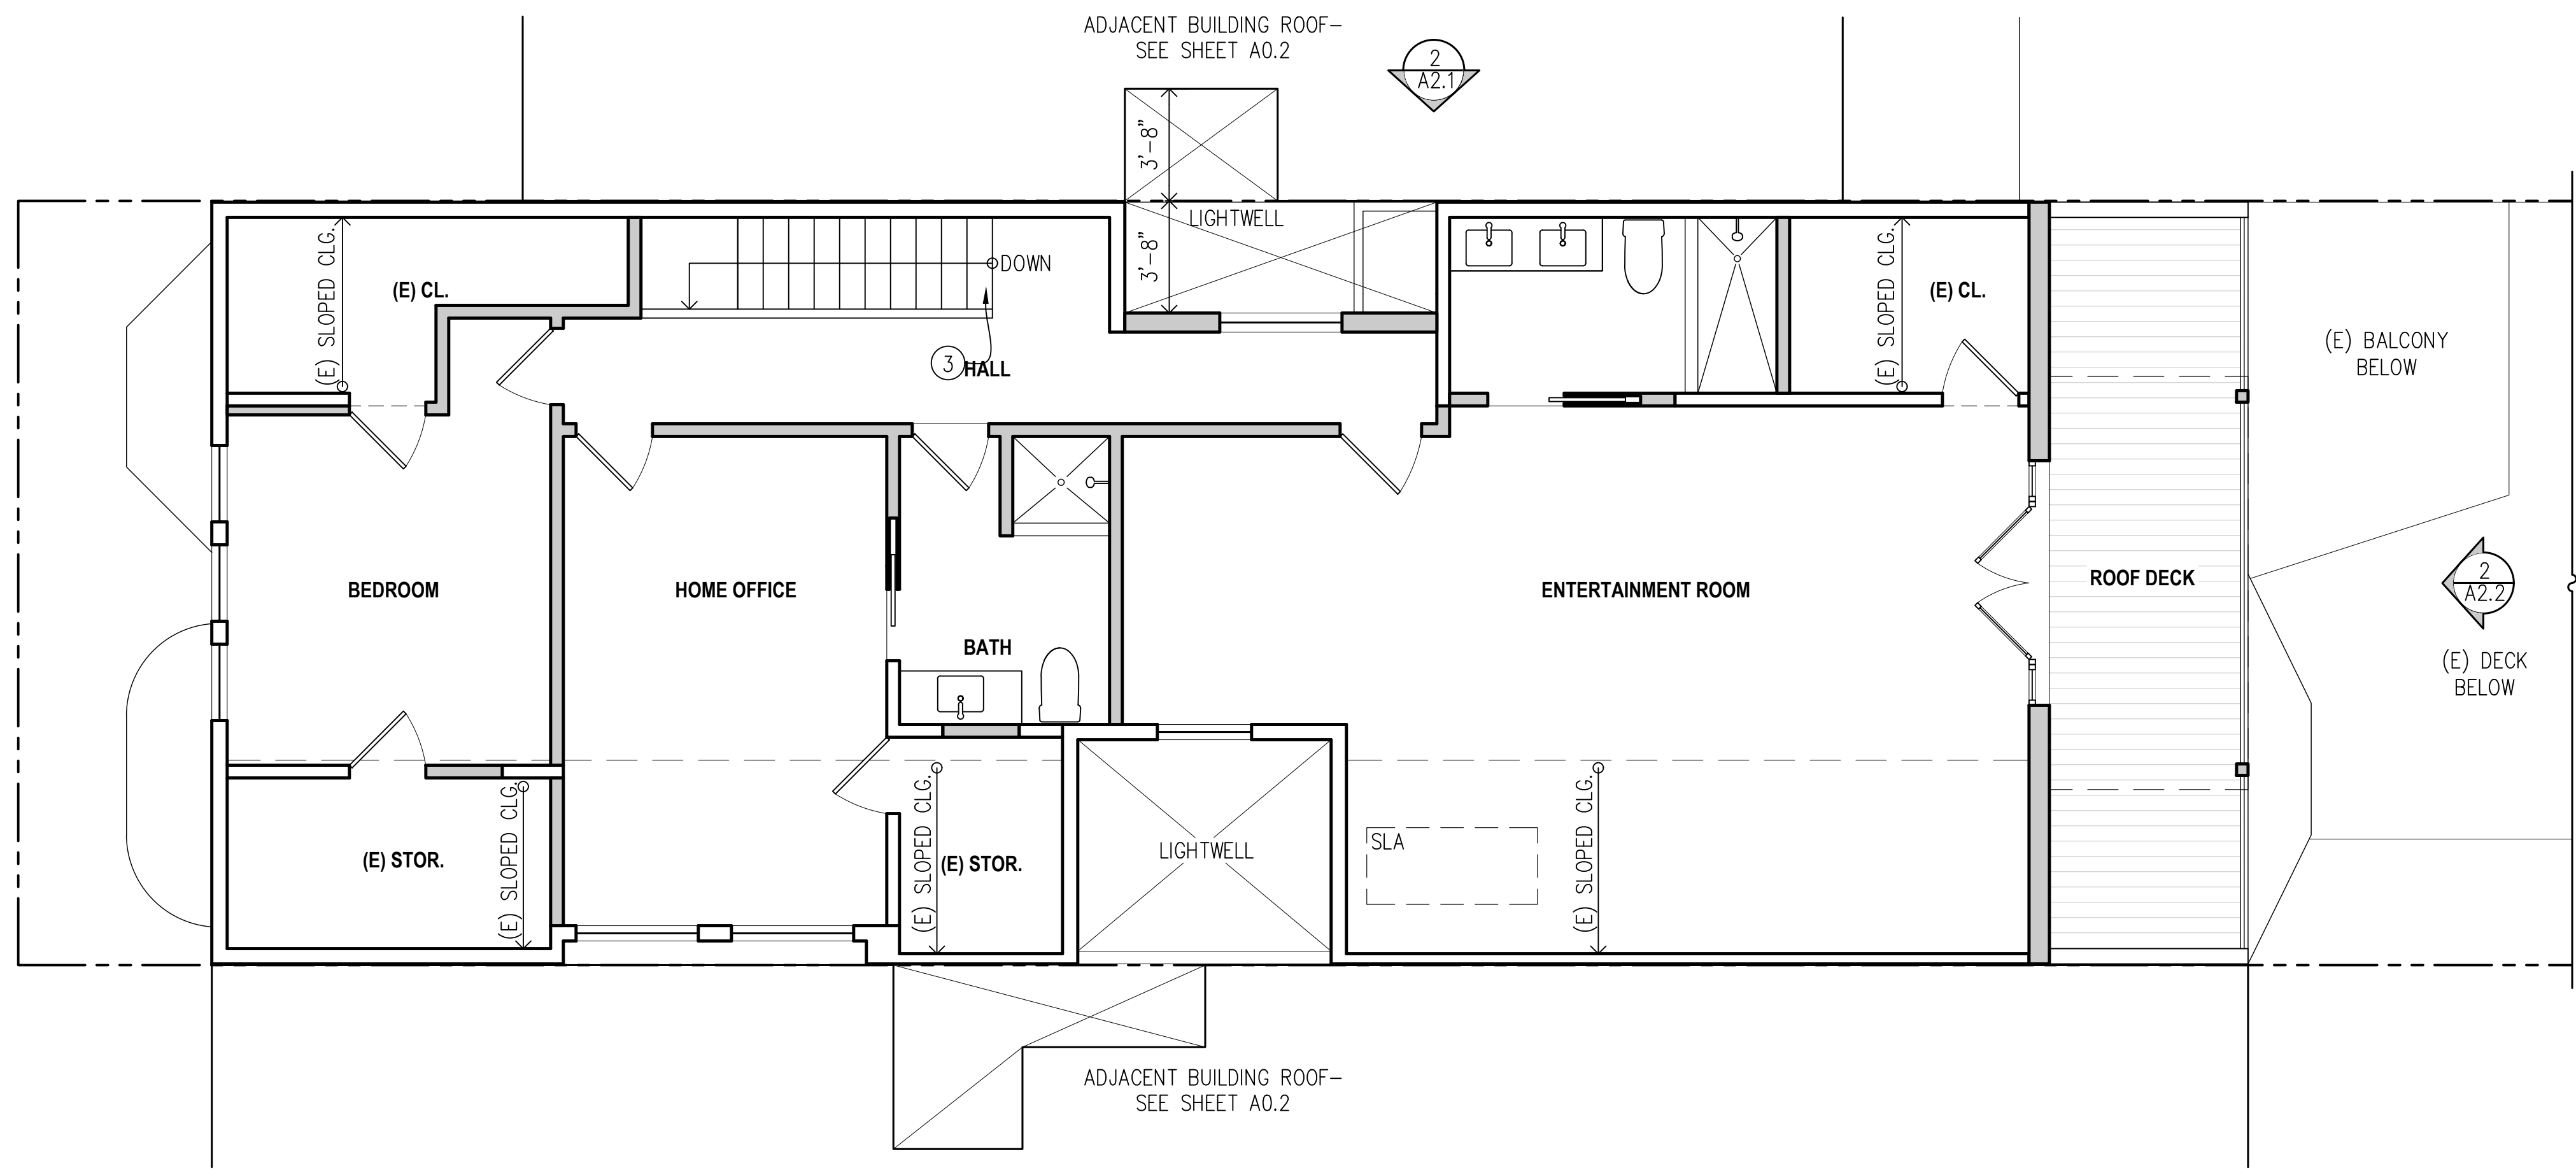 ADJACENT BUILDING ROOF-
SEE SHEET A0.2
2
A2.1
3'-8"
LIGHTWELL
3'-8"
DOWN
(E) SLOPED CLG.
(E) CL.
(E) SLOPED CLG.
(E) CL.
3
HALL
(E) BALCONY
BELOW
BEDROOM
HOME OFFICE
ENTERTAINMENT ROOM
ROOF DECK
2
A2.2
BATH
(E) DECK
BELOW
(E) STOR.
(E) SLOPED CLG.
(E) SLOPED CLG.
(E) STOR.
LIGHTWELL
SLA
(E) SLOPED CLG.
ADJACENT BUILDING ROOF-
SEE SHEET A0.2